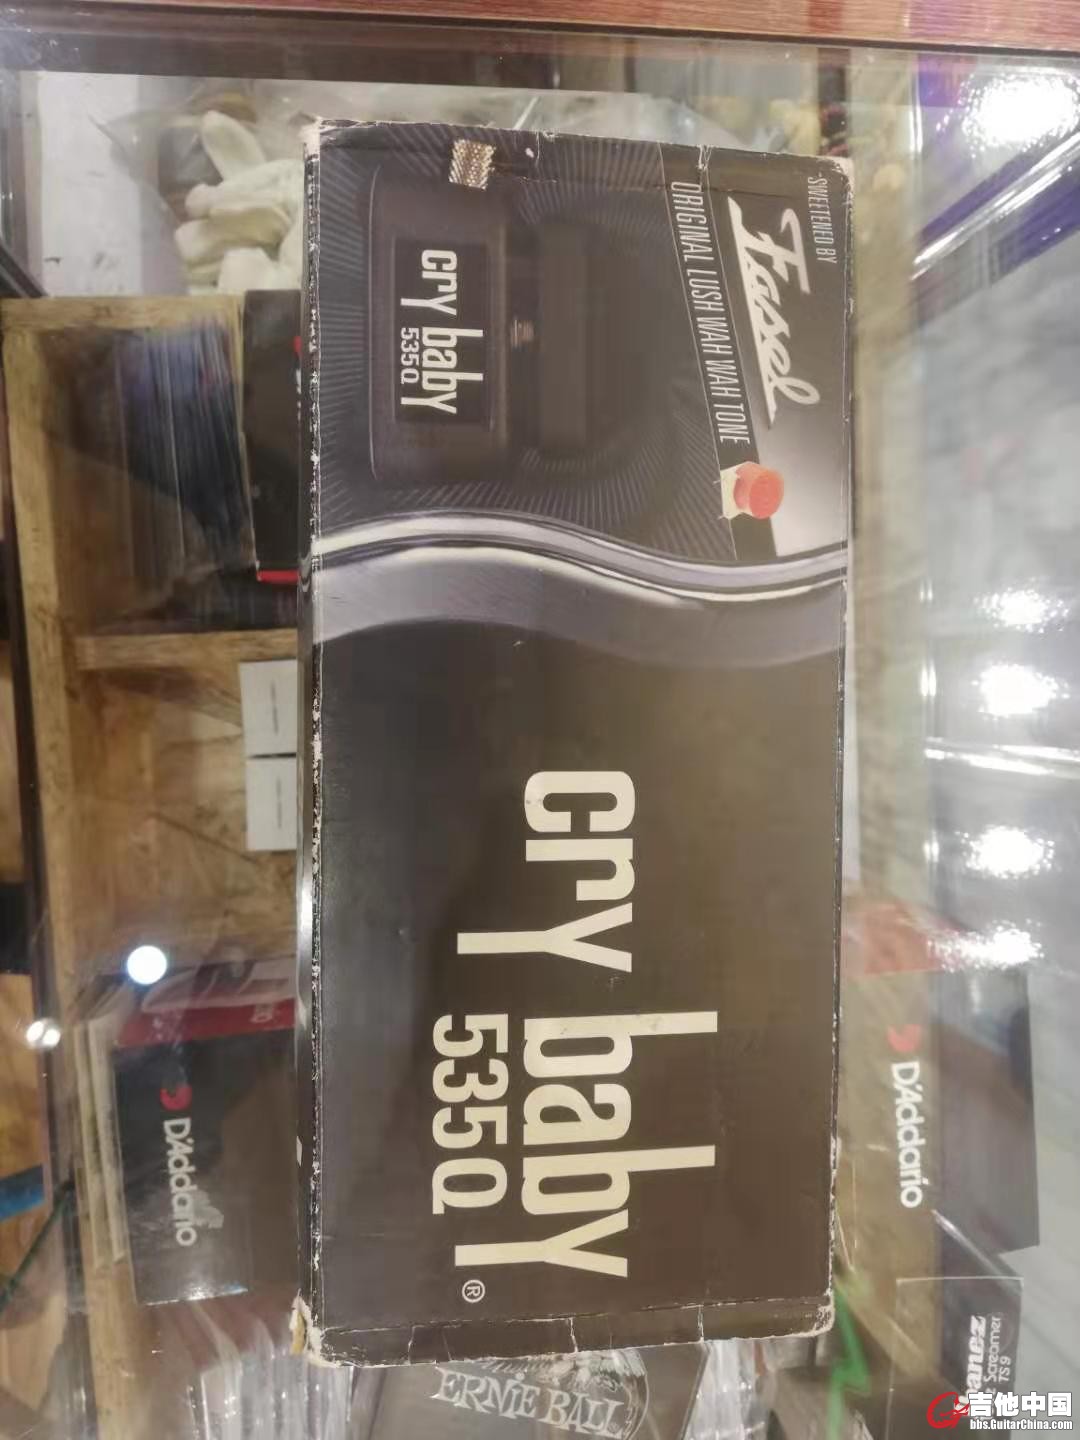 SWEETENED BY
Fasel
ORIGINAL LUSH WAH WAH TONE
cry baby
535Q
cry baby
535Q®
D'Addario
D'Addario
ERNIE BALL
Screamer
TS9
吉他中国
bbs.GuitarChina.com